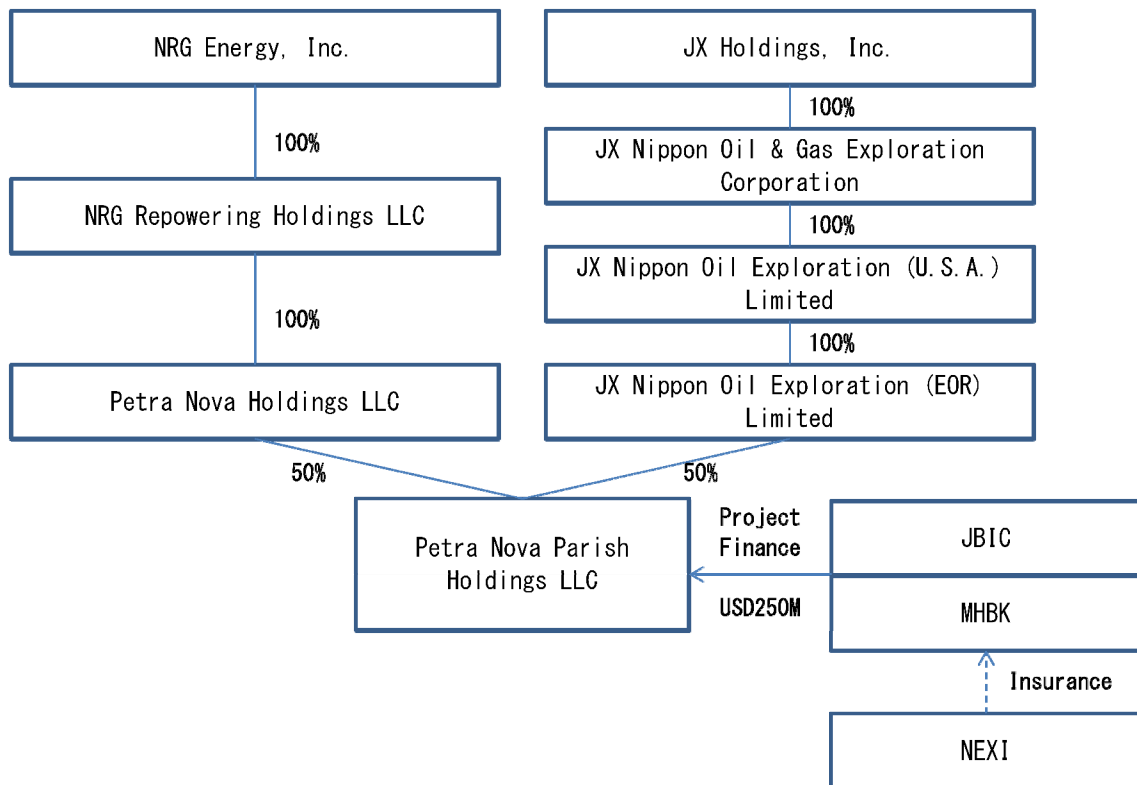 NRG Energy, Inc.
JX Holdings, Inc.
100%
100%
JX Nippon Oil & Gas Exploration
Corporation
NRG Repowering Holdings LLC
100%
JX Nippon Oil Exploration (U.S.A.)
Limited
100%
100%
Petra Nova Holdings LLC
JX Nippon Oil Exploration (EOR)
Limited
50%
50%
Petra Nova Parish
Holdings LLC
Project
Finance
USD250M
JBIC
MHBK
Insurance
NEXI